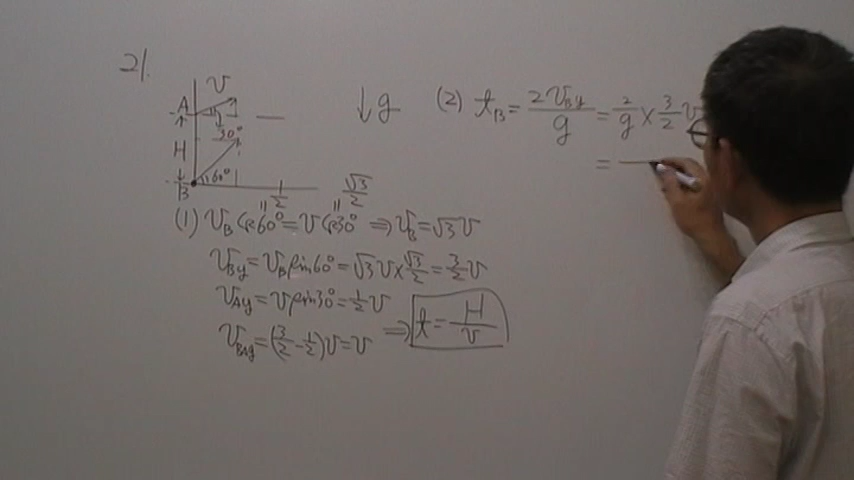 21.
v
A
30°
H
B
60°
↓g
1/2
√3/2
(1) v_B cos60° = v cos30° ⇒ v_B = √3 v
v_By = v_B sin60° = √3 v × √3/2 = 3/2 v
v_Ay = v sin30° = 1/2 v
v_BAy = (3/2 - 1/2)v = v ⇒ t = H/v
(2) t_B = 2v_By/g = 2/g × 3/2 v
=